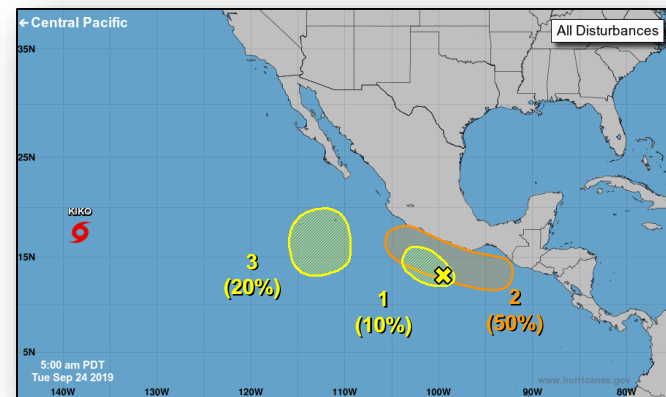 ← Central Pacific
All Disturbances
35N
25N
KIKO
15N
3
(20%)
1
(10%)
2
(50%)
5N
5:00 am PDT
Tue Sep 24 2019
www.hurricanes.gov
140W 130W 120W 110W 100W 90W 80W